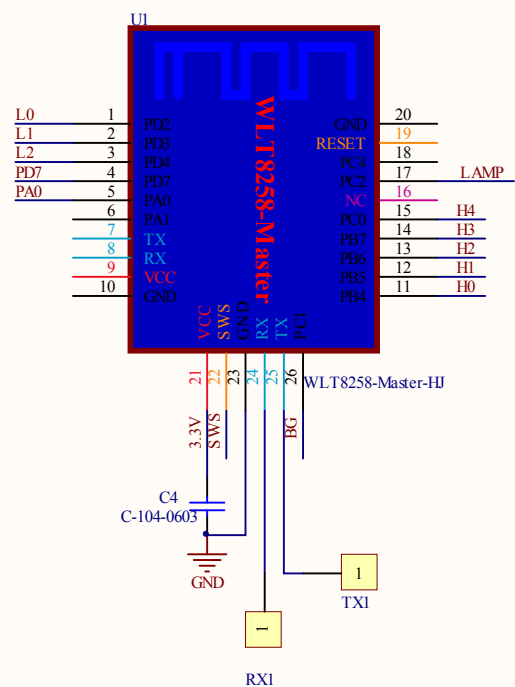 U1
L0 1 PD2 GND 20
L1 2 PD3 RESET 19
L2 3 PD4 PC4 18
PD7 4 PD7 PC2 17 LAMP
PA0 5 PA0 NC 16
6 PA1 PC0 15 H4
7 TX PB7 14 H3
8 RX PB6 13 H2
9 VCC PB5 12 H1
10 GND PB4 11 H0
WLT8258-Master
VCC SWS GND RX TX PC1
21 22 23 24 25 26
WLT8258-Master-HJ
3.3V SWS BG
C4
C-104-0603
GND
1
TX1
1
RX1